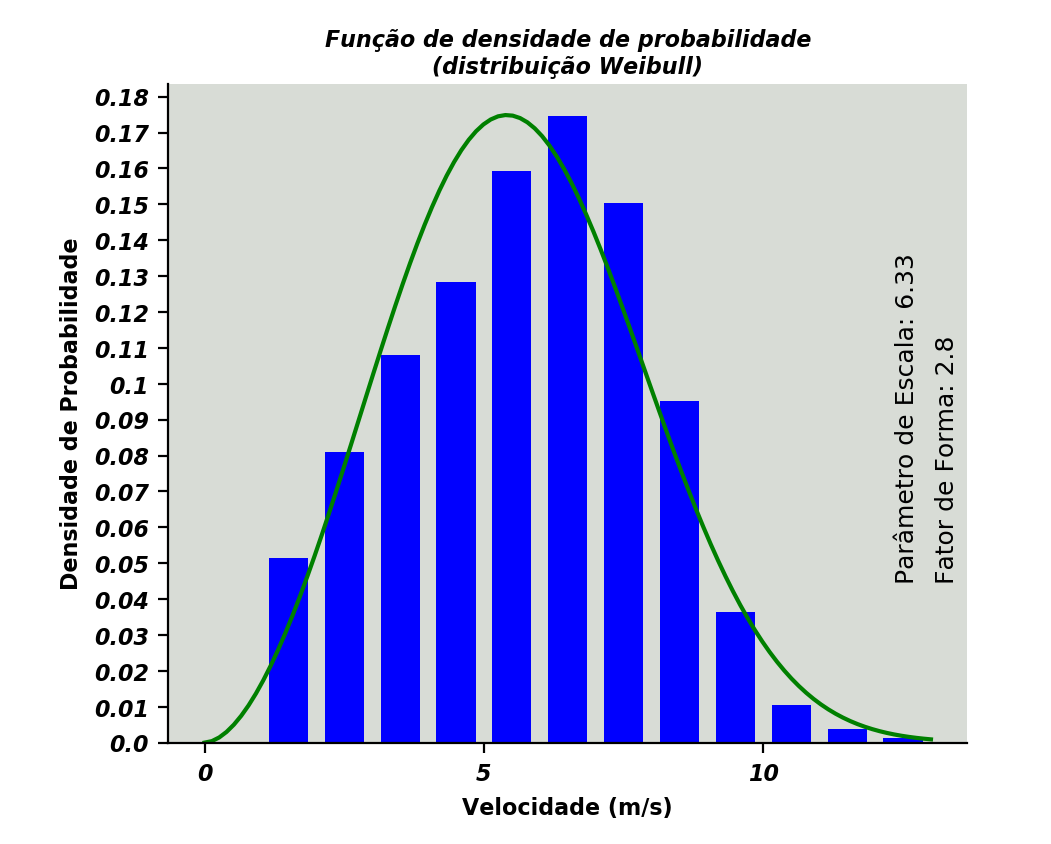 Função de densidade de probabilidade
(distribuição Weibull)
0.18
0.17
0.16
0.15
0.14
0.13
0.12
0.11
0.1
0.09
0.08
0.07
0.06
0.05
0.04
0.03
0.02
0.01
0.0
Densidade de Probabilidade
Parâmetro de Escala: 6.33
Fator de Forma: 2.8
0 5 10
Velocidade (m/s)